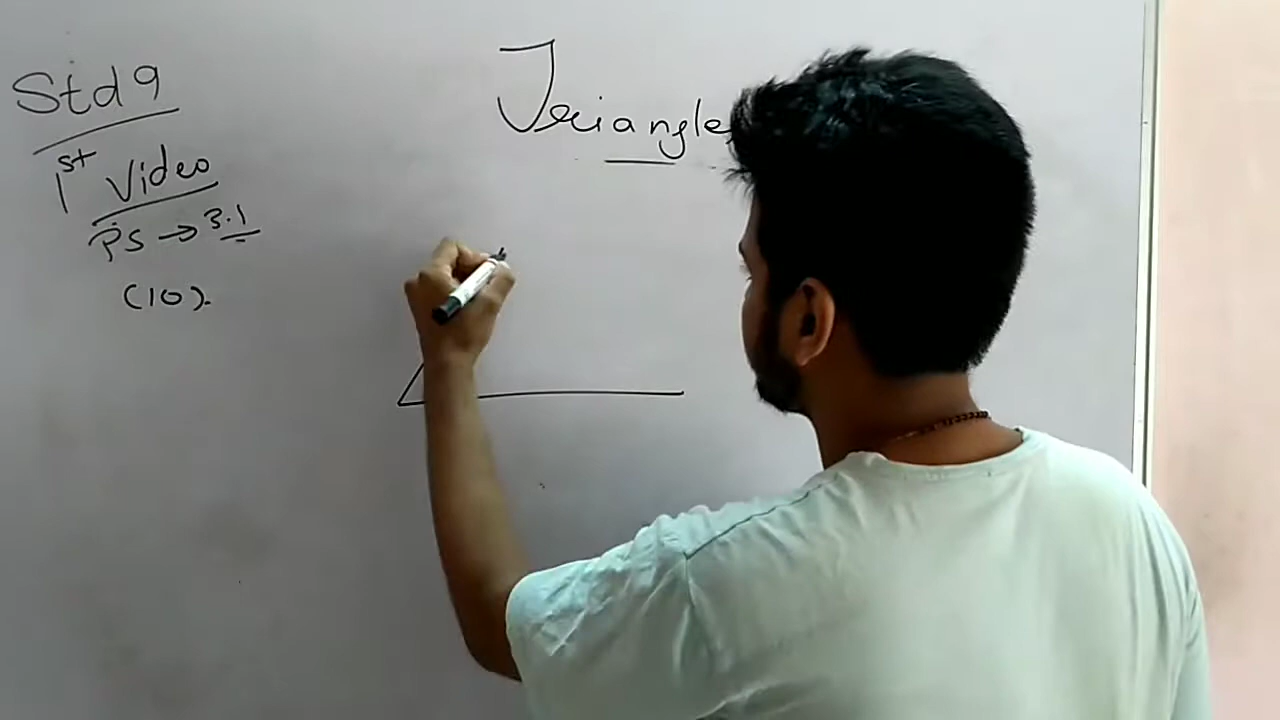 Std 9
1st Video
PS → 3.1
(10).
Triangle